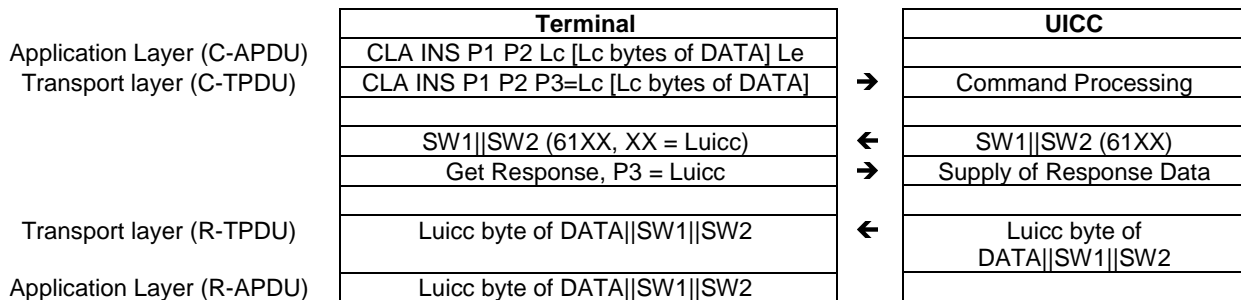 Terminal UICC
Application Layer (C-APDU) CLA INS P1 P2 Lc [Lc bytes of DATA] Le
Transport layer (C-TPDU) CLA INS P1 P2 P3=Lc [Lc bytes of DATA] → Command Processing
SW1||SW2 (61XX, XX = Luicc) ← SW1||SW2 (61XX)
Get Response, P3 = Luicc → Supply of Response Data
Transport layer (R-TPDU) Luicc byte of DATA||SW1||SW2 ← Luicc byte of
DATA||SW1||SW2
Application Layer (R-APDU) Luicc byte of DATA||SW1||SW2